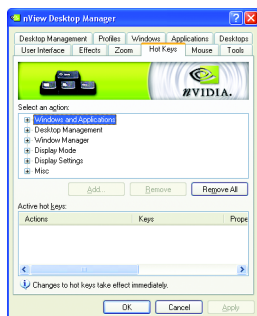 nView Desktop Manager
Desktop Management Profiles Windows Applications Desktops
User Interface Effects Zoom Hot Keys Mouse Tools
nVIDIA.
Select an action:
Windows and Applications
Desktop Management
Window Manager
Display Mode
Display Settings
Misc
Add... Remove Remove All
Active hot keys:
Actions Keys Prope
Changes to hot keys take effect immediately.
OK Cancel Apply